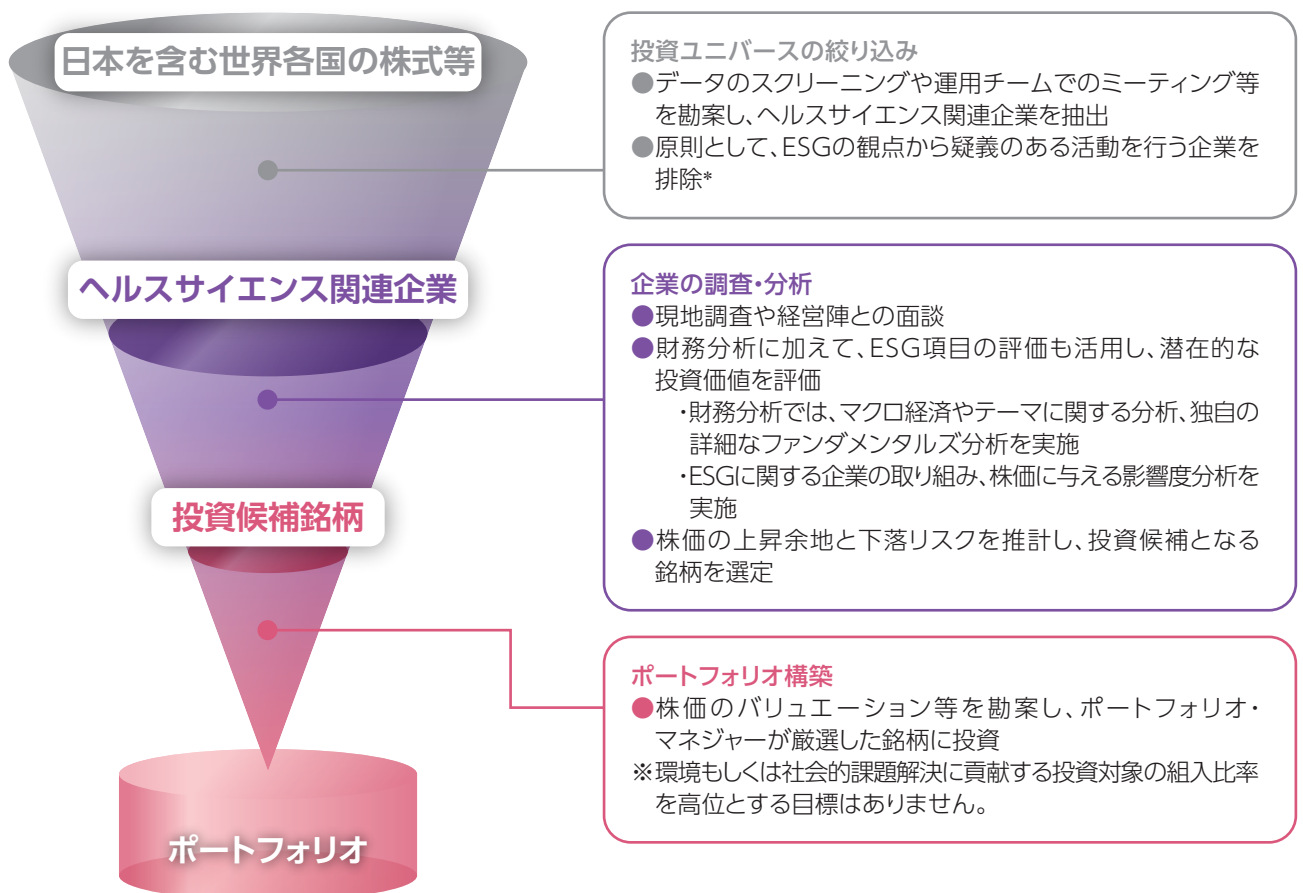 日本を含む世界各国の株式等
投資ユニバースの絞り込み
●データのスクリーニングや運用チームでのミーティング等
を勘案し、ヘルスサイエンス関連企業を抽出
●原則として、ESGの観点から疑義のある活動を行う企業を
排除*
ヘルスサイエンス関連企業
企業の調査・分析
●現地調査や経営陣との面談
●財務分析に加えて、ESG項目の評価も活用し、潜在的な
投資価値を評価
・財務分析では、マクロ経済やテーマに関する分析、独自の
詳細なファンダメンタルズ分析を実施
・ESGに関する企業の取り組み、株価に与える影響度分析を
実施
●株価の上昇余地と下落リスクを推計し、投資候補となる
銘柄を選定
投資候補銘柄
ポートフォリオ構築
●株価のバリュエーション等を勘案し、ポートフォリオ・
マネジャーが厳選した銘柄に投資
※環境もしくは社会的課題解決に貢献する投資対象の組入比率
を高位とする目標はありません。
ポートフォリオ